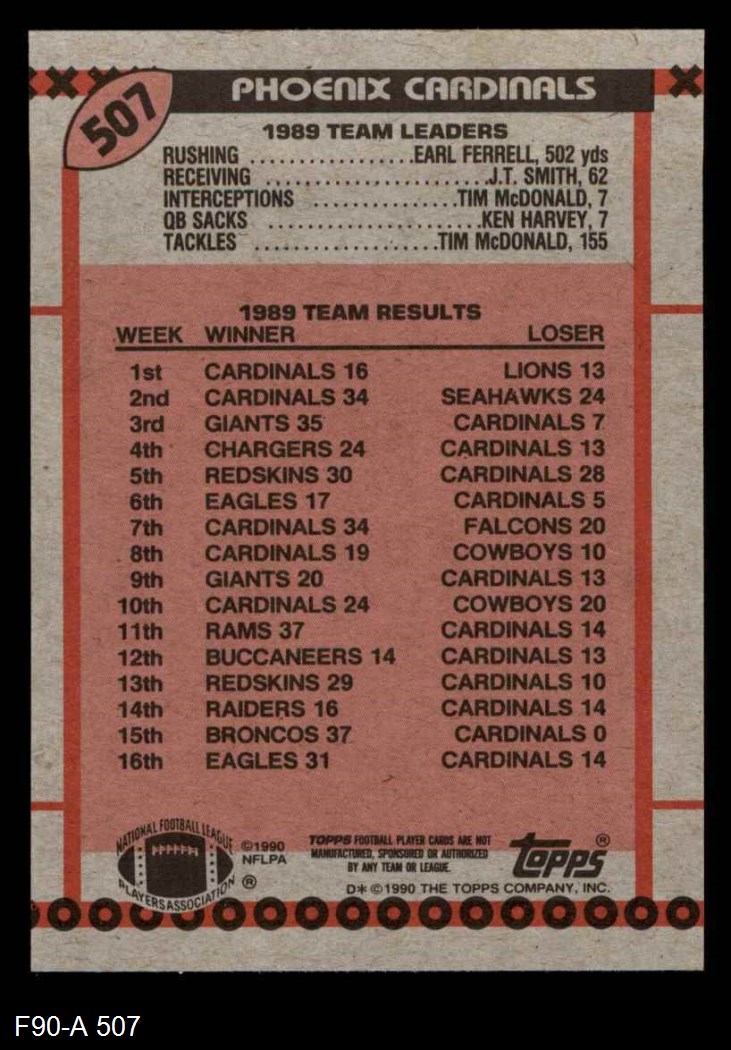 507
PHOENIX CARDINALS
1989 TEAM LEADERS
RUSHING .................EARL FERRELL, 502 yds
RECEIVING .......................J.T. SMITH, 62
INTERCEPTIONS ...............TIM McDONALD, 7
QB SACKS ......................KEN HARVEY, 7
TACKLES ...................TIM McDONALD, 155
1989 TEAM RESULTS
WEEK WINNER LOSER
1st CARDINALS 16 LIONS 13
2nd CARDINALS 34 SEAHAWKS 24
3rd GIANTS 35 CARDINALS 7
4th CHARGERS 24 CARDINALS 13
5th REDSKINS 30 CARDINALS 28
6th EAGLES 17 CARDINALS 5
7th CARDINALS 34 FALCONS 20
8th CARDINALS 19 COWBOYS 10
9th GIANTS 20 CARDINALS 13
10th CARDINALS 24 COWBOYS 20
11th RAMS 37 CARDINALS 14
12th BUCCANEERS 14 CARDINALS 13
13th REDSKINS 29 CARDINALS 10
14th RAIDERS 16 CARDINALS 14
15th BRONCOS 37 CARDINALS 0
16th EAGLES 31 CARDINALS 14
NATIONAL FOOTBALL LEAGUE
PLAYERS ASSOCIATION
®
©1990
NFLPA
TOPPS FOOTBALL PLAYER CARDS ARE NOT
MANUFACTURED, SPONSORED OR AUTHORIZED
BY ANY TEAM OR LEAGUE.
TOPPS ®
D* © 1990 THE TOPPS COMPANY, INC.
F90-A 507